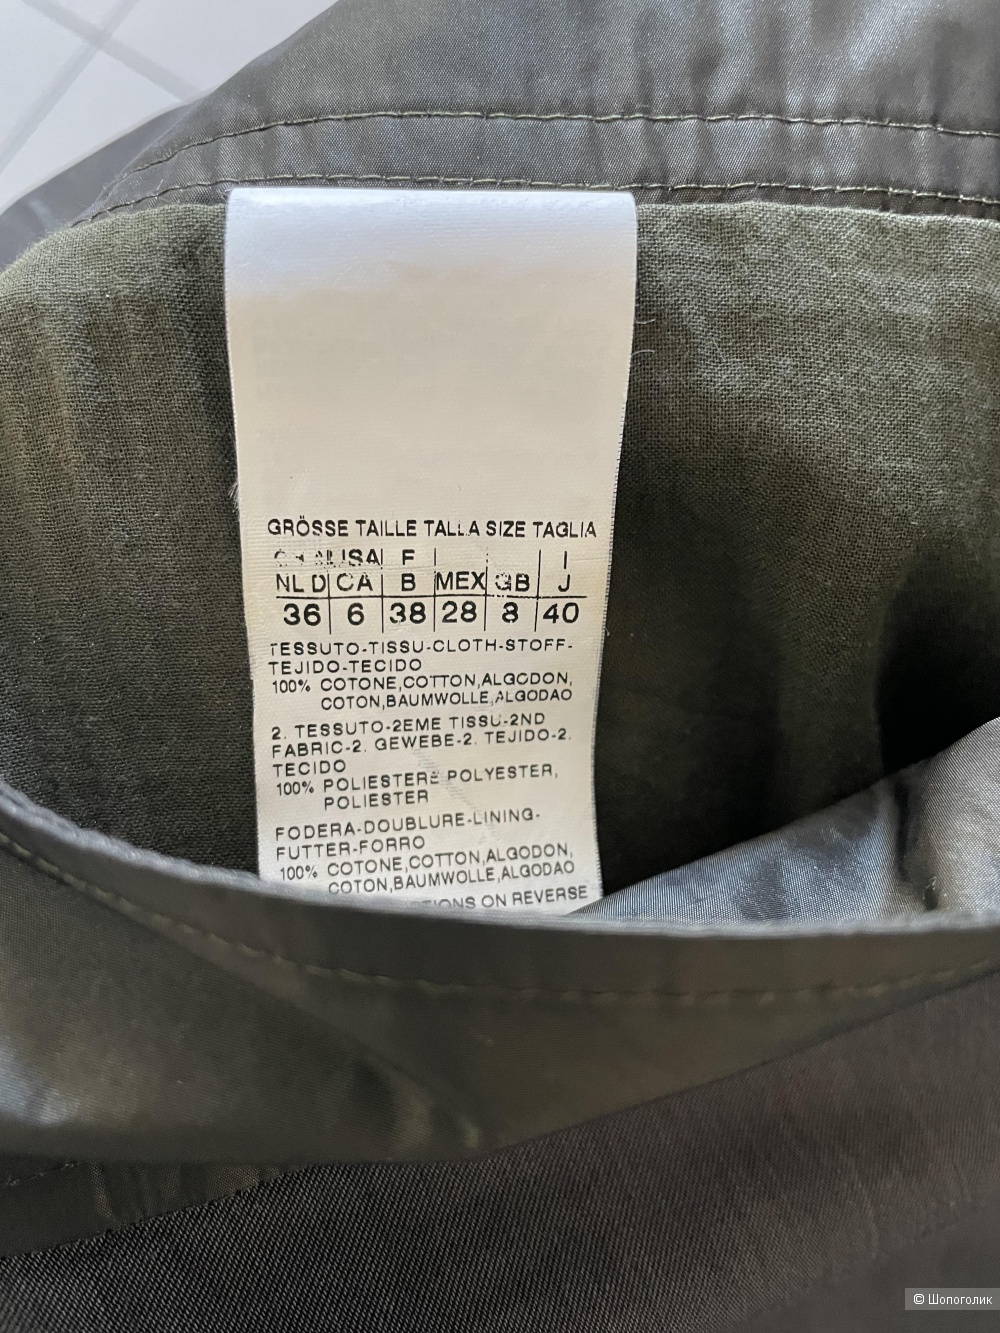 GRÖSSE TAILLE TALLA SIZE TAGLIA
USA F I
NL D CA B MEX GB J
36 6 38 28 8 40
TESSUTO-TISSU-CLOTH-STOFF-
TEJIDO-TECIDO
100% COTONE,COTTON,ALGODON,
COTON,BAUMWOLLE,ALGODAO
2. TESSUTO-2EME TISSU-2ND
FABRIC-2. GEWEBE-2. TEJIDO-2.
TECIDO
100% POLIESTERE POLYESTER,
POLIESTER
FODERA-DOUBLURE-LINING-
FUTTER-FORRO
100% COTONE,COTTON,ALGODON,
COTON,BAUMWOLLE,ALGODAO
ON REVERSE
© Шопоголик